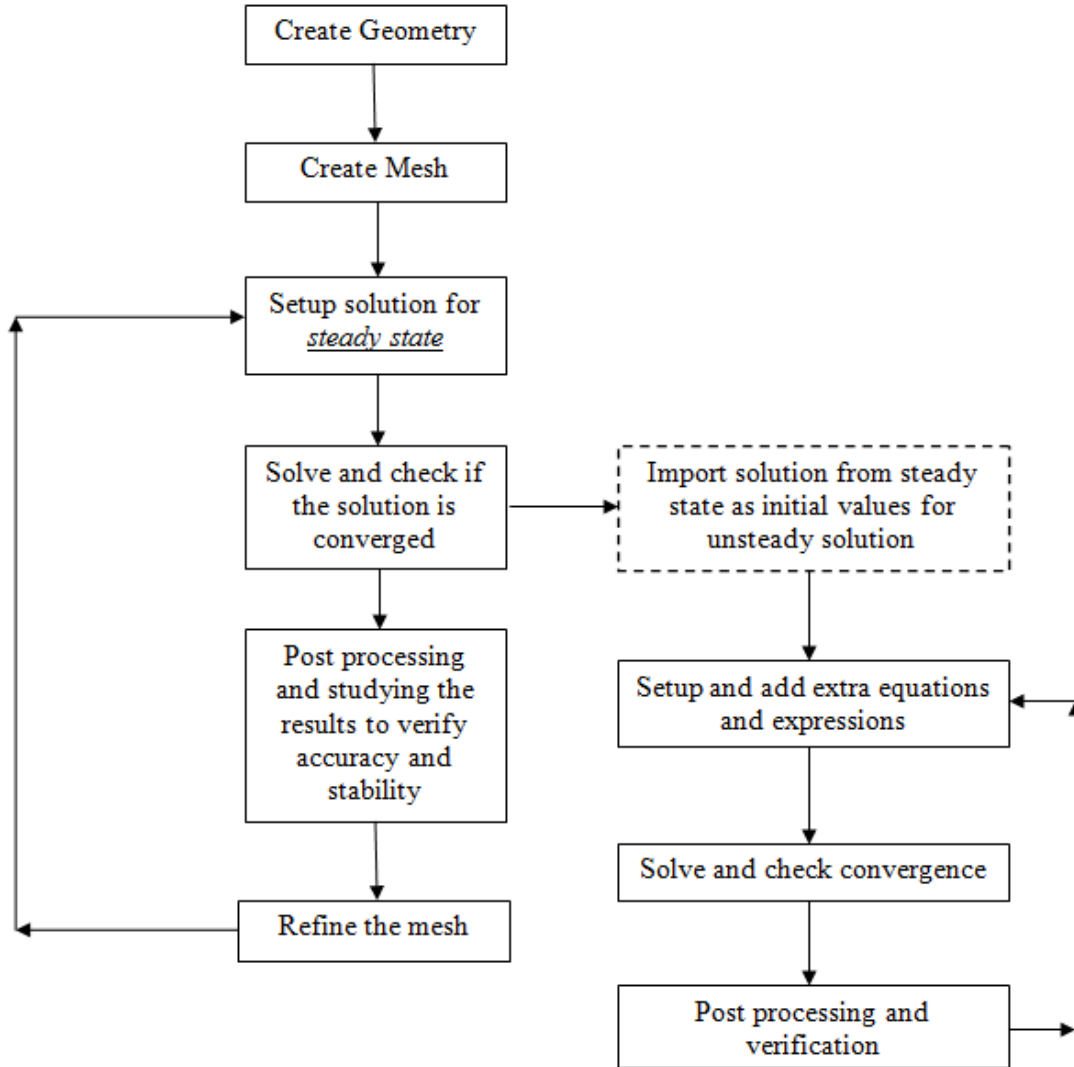 Create Geometry
Create Mesh
Setup solution for
steady state
Solve and check if
the solution is
converged
Post processing
and studying the
results to verify
accuracy and
stability
Refine the mesh
Import solution from steady
state as initial values for
unsteady solution
Setup and add extra equations
and expressions
Solve and check convergence
Post processing and
verification